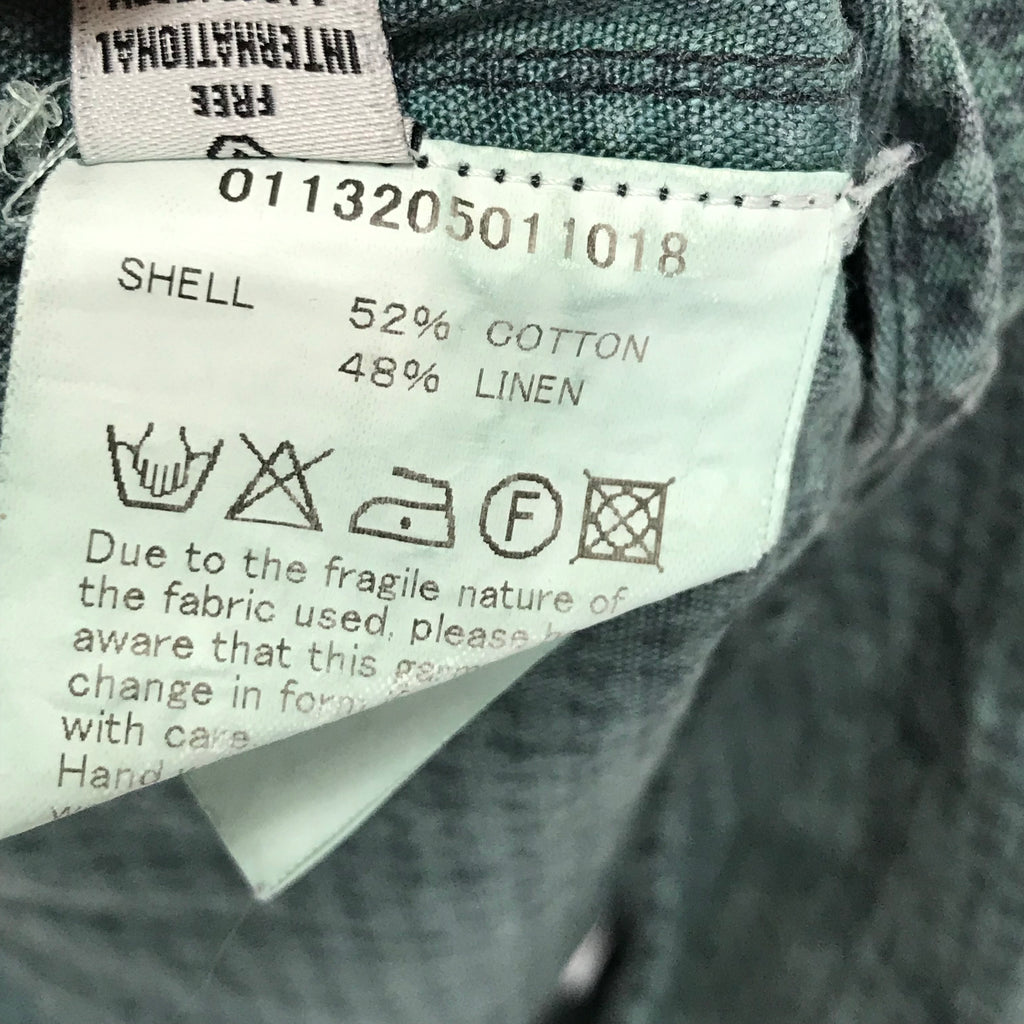 INTERNATIONAL
FREE
0113205011018
SHELL 52% COTTON
48% LINEN
F
Due to the fragile nature of
the fabric used, please
aware that this
change in
with care
Hand